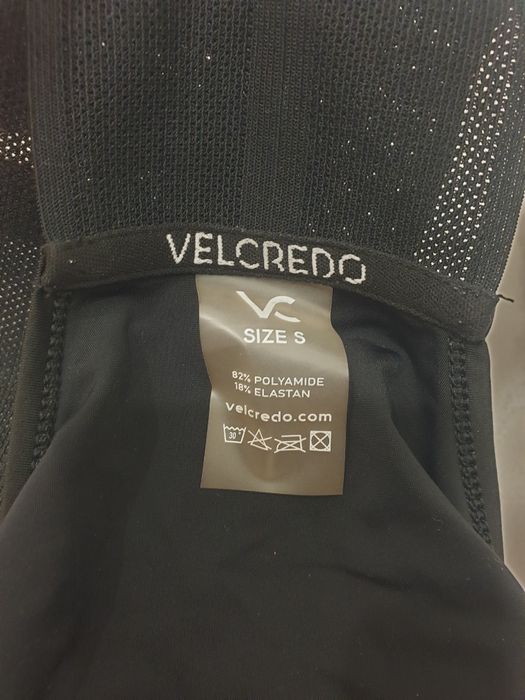 VELCREDO
VC
SIZE S
82% POLYAMIDE
18% ELASTAN
velcredo.com
30